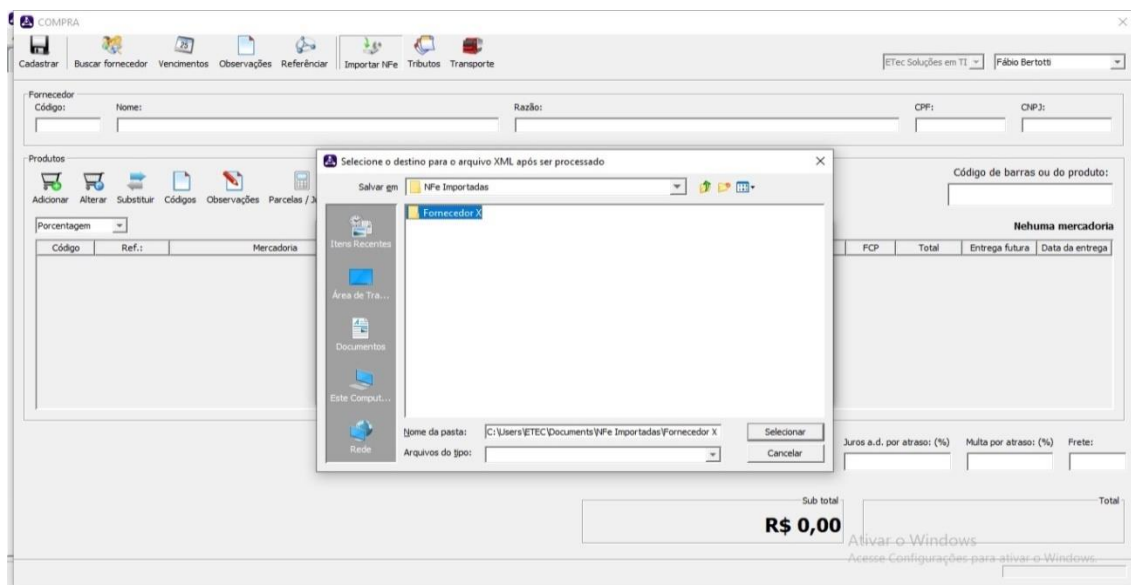 COMPRA
Cadastrar Buscar fornecedor Vencimentos Observações Referênciar Importar NFe Tributos Transporte
ETec Soluções em TI Fábio Bertotti
Fornecedor
Código: Nome: Razão: CPF: CNPJ:
Produtos
Adicionar Alterar Substituir Códigos Observações Parcelas / J
Código de barras ou do produto:
Porcentagem
Nenhuma mercadoria
Código Ref.: Mercadoria FCP Total Entrega futura Data da entrega
Selecione o destino para o arquivo XML após ser processado
Salvar em NFe Importadas
Fornecedor X
Itens Recentes
Área de Tra...
Documentos
Este Comput...
Rede
Nome da pasta: C:\Users\ETEC\Documents\NFe Importadas\Fornecedor X Selecionar
Arquivos do tipo: Cancelar
Juros a.d. por atraso: (%) Multa por atraso: (%) Frete:
Sub total
R$ 0,00
Total
Ativar o Windows
Acesse Configurações para ativar o Windows.